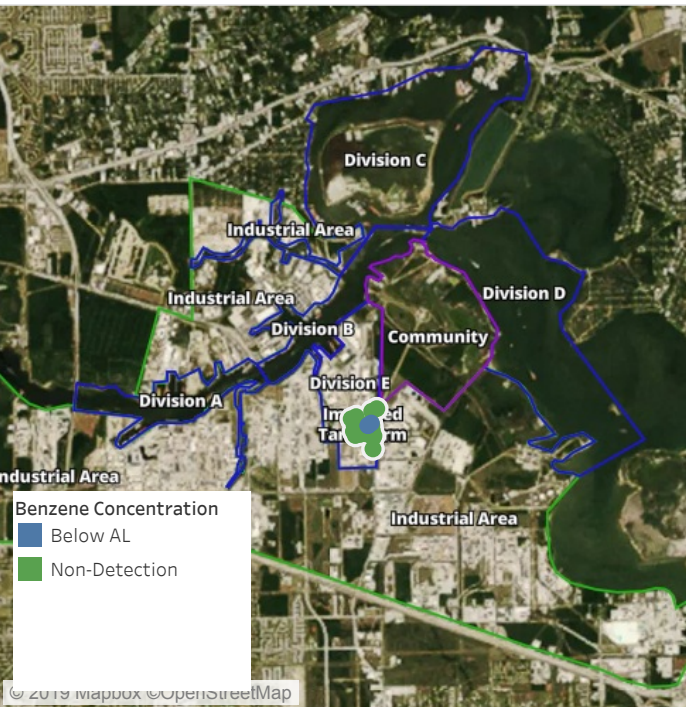 Division C
Industrial Area
Division D
Industrial Area
Division B
Community
Division E
Division A
Industrial Area
Industrial Area
Benzene Concentration
Below AL
Non-Detection
© 2019 Mapbox ©OpenStreetMap